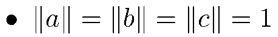 • ‖a‖ = ‖b‖ = ‖c‖ = 1